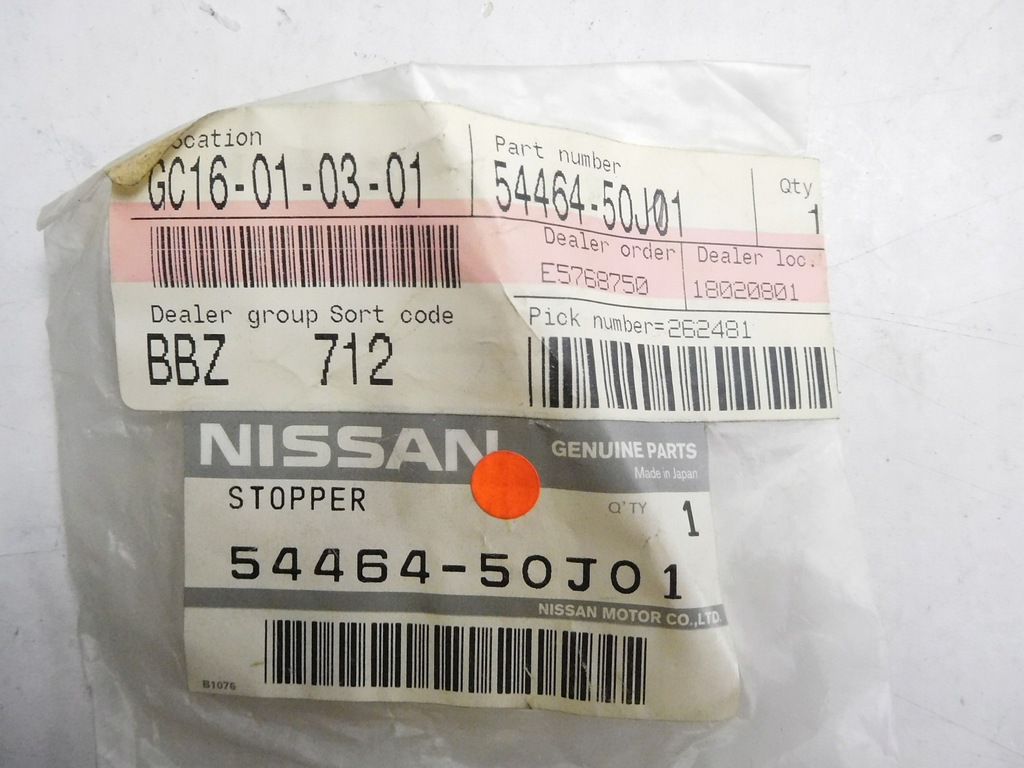 ocation
GC16-01-03-01
Part number
54464-50J01
Qty
1
Dealer order
E5768750
Dealer loc.
18020801
Dealer group Sort code
BBZ 712
Pick number=262481
NISSAN
GENUINE PARTS
Made in Japan
STOPPER
Q'TY 1
54464-50J01
NISSAN MOTOR CO.,LTD.
B1076